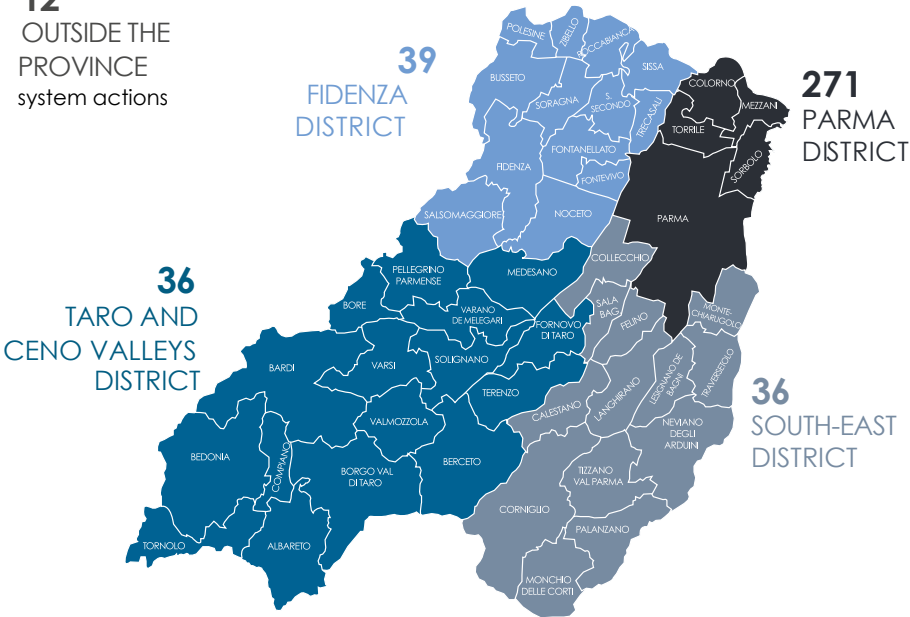 12
OUTSIDE THE
PROVINCE
system actions
39
FIDENZA
DISTRICT
271
PARMA
DISTRICT
36
TARO AND
CENO VALLEYS
DISTRICT
36
SOUTH-EAST
DISTRICT
POLESINE
ZIBELLO
ROCCABIANCA
BUSSETO
SISSA
SORAGNA
S.
SECONDO
TRECASALI
FONTANELLATO
FIDENZA
FONTEVIVO
SALSOMAGGIORE
NOCETO
COLORNO
MEZZANI
TORRILE
SORBOLO
PARMA
COLLECCHIO
PELLEGRINO
PARMENSE
MEDESANO
BORE
VARANO
DE MELEGARI
FORNOVO
DI TARO
SALA
BAG
FELINO
MONTE-
CHIARUGOLO
BARDI
VARSI
SOLIGNANO
TERENZO
CALESTANO
LANGHIRANO
LESIGNANO DE
BAGNI
TRAVERSETOLO
VALMOZZOLA
NEVIANO
DEGLI
ARDUINI
BEDONIA
COMPIANO
BORGO VAL
DI TARO
BERCETO
TIZZANO
VAL PARMA
CORNIGLIO
PALANZANO
TORNOLO
ALBARETO
MONCHIO
DELLE CORTI